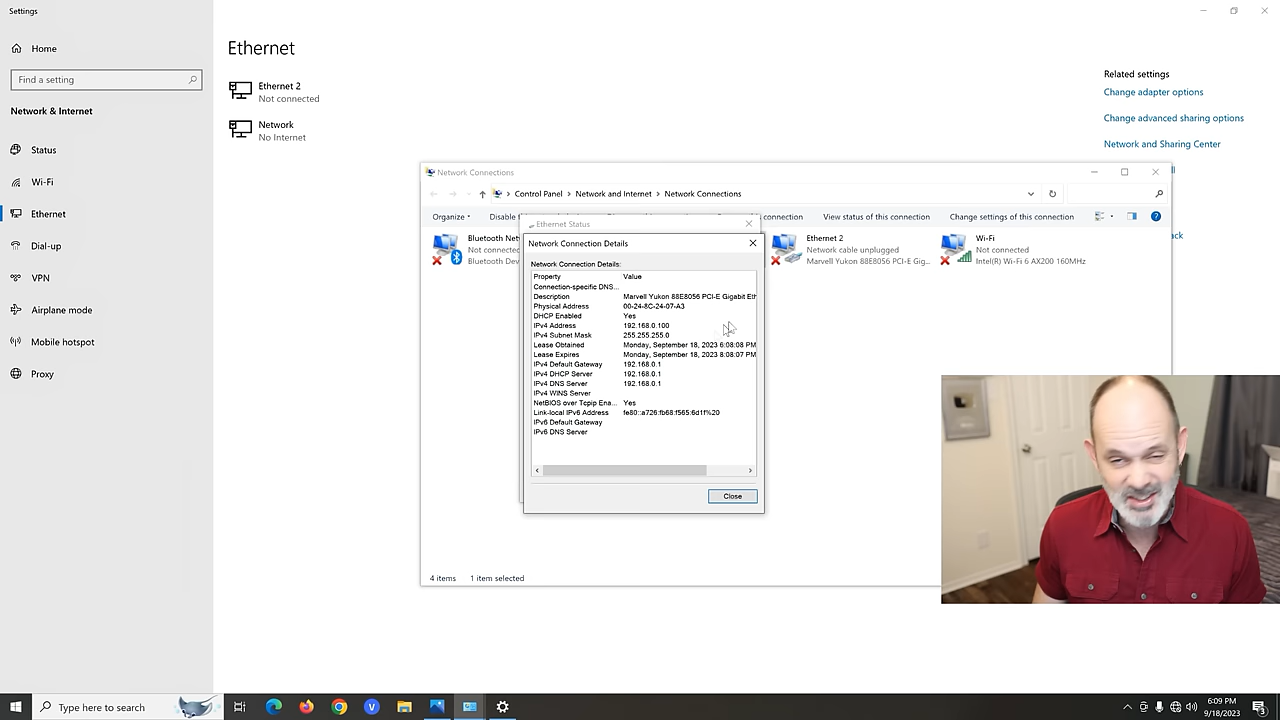 Settings
Home
Find a setting
Network & Internet
Status
Wi-Fi
Ethernet
Dial-up
VPN
Airplane mode
Mobile hotspot
Proxy
Ethernet
Ethernet 2
Not connected
Network
No Internet
Related settings
Change adapter options
Change advanced sharing options
Network and Sharing Center
Network Connections
Control Panel > Network and Internet > Network Connections
Organize
View status of this connection
Change settings of this connection
Ethernet 2
Network cable unplugged
Marvell Yukon 88E8056 PCI-E Gig...
Wi-Fi
Not connected
Intel(R) Wi-Fi 6 AX200 160MHz
4 items 1 item selected
Ethernet Status
Network Connection Details
Network Connection Details:
Property Value
Connection-specific DNS...
Description Marvell Yukon 88E8056 PCI-E Gigabit Eth
Physical Address 00-24-8C-24-07-A3
DHCP Enabled Yes
IPv4 Address 192.168.0.100
IPv4 Subnet Mask 255.255.255.0
Lease Obtained Monday, September 18, 2023 6:08:08 PM
Lease Expires Monday, September 18, 2023 8:08:07 PM
IPv4 Default Gateway 192.168.0.1
IPv4 DHCP Server 192.168.0.1
IPv4 DNS Server 192.168.0.1
IPv4 WINS Server
NetBIOS over Tcpip Ena... Yes
Link-local IPv6 Address fe80::a726:fb68:f565:6d1f%20
IPv6 Default Gateway
IPv6 DNS Server
Close
Type here to search
6:09 PM
9/18/2023